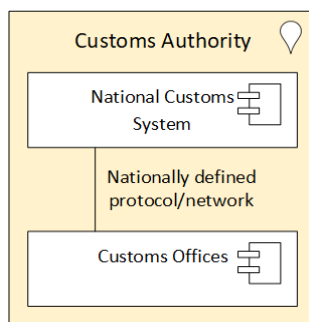 Customs Authority
National Customs
System
Nationally defined
protocol/network
Customs Offices